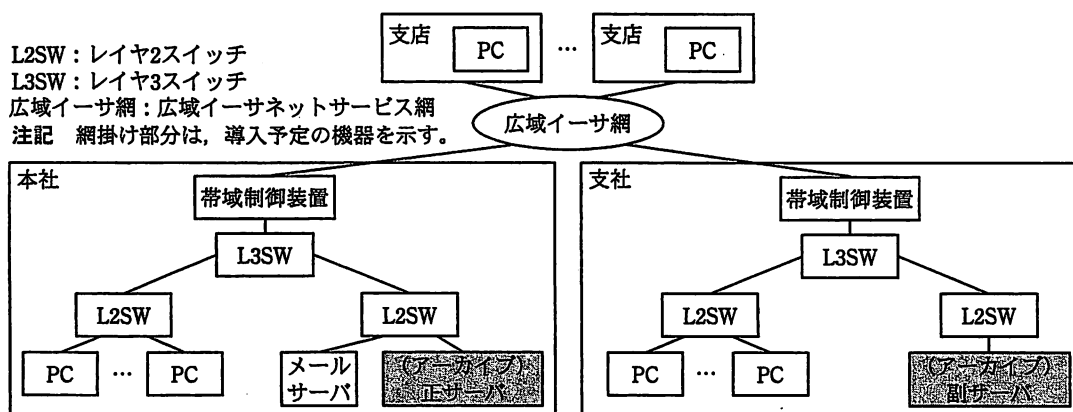 L2SW：レイヤ2スイッチ
L3SW：レイヤ3スイッチ
広域イーサ網：広域イーサネットサービス網
注記　網掛け部分は，導入予定の機器を示す。
支店
PC
…
支店
PC
広域イーサ網
本社
帯域制御装置
L3SW
L2SW
L2SW
PC
…
PC
メール
サーバ
（アーカイブ）
正サーバ
支社
帯域制御装置
L3SW
L2SW
L2SW
PC
…
PC
（アーカイブ）
副サーバ